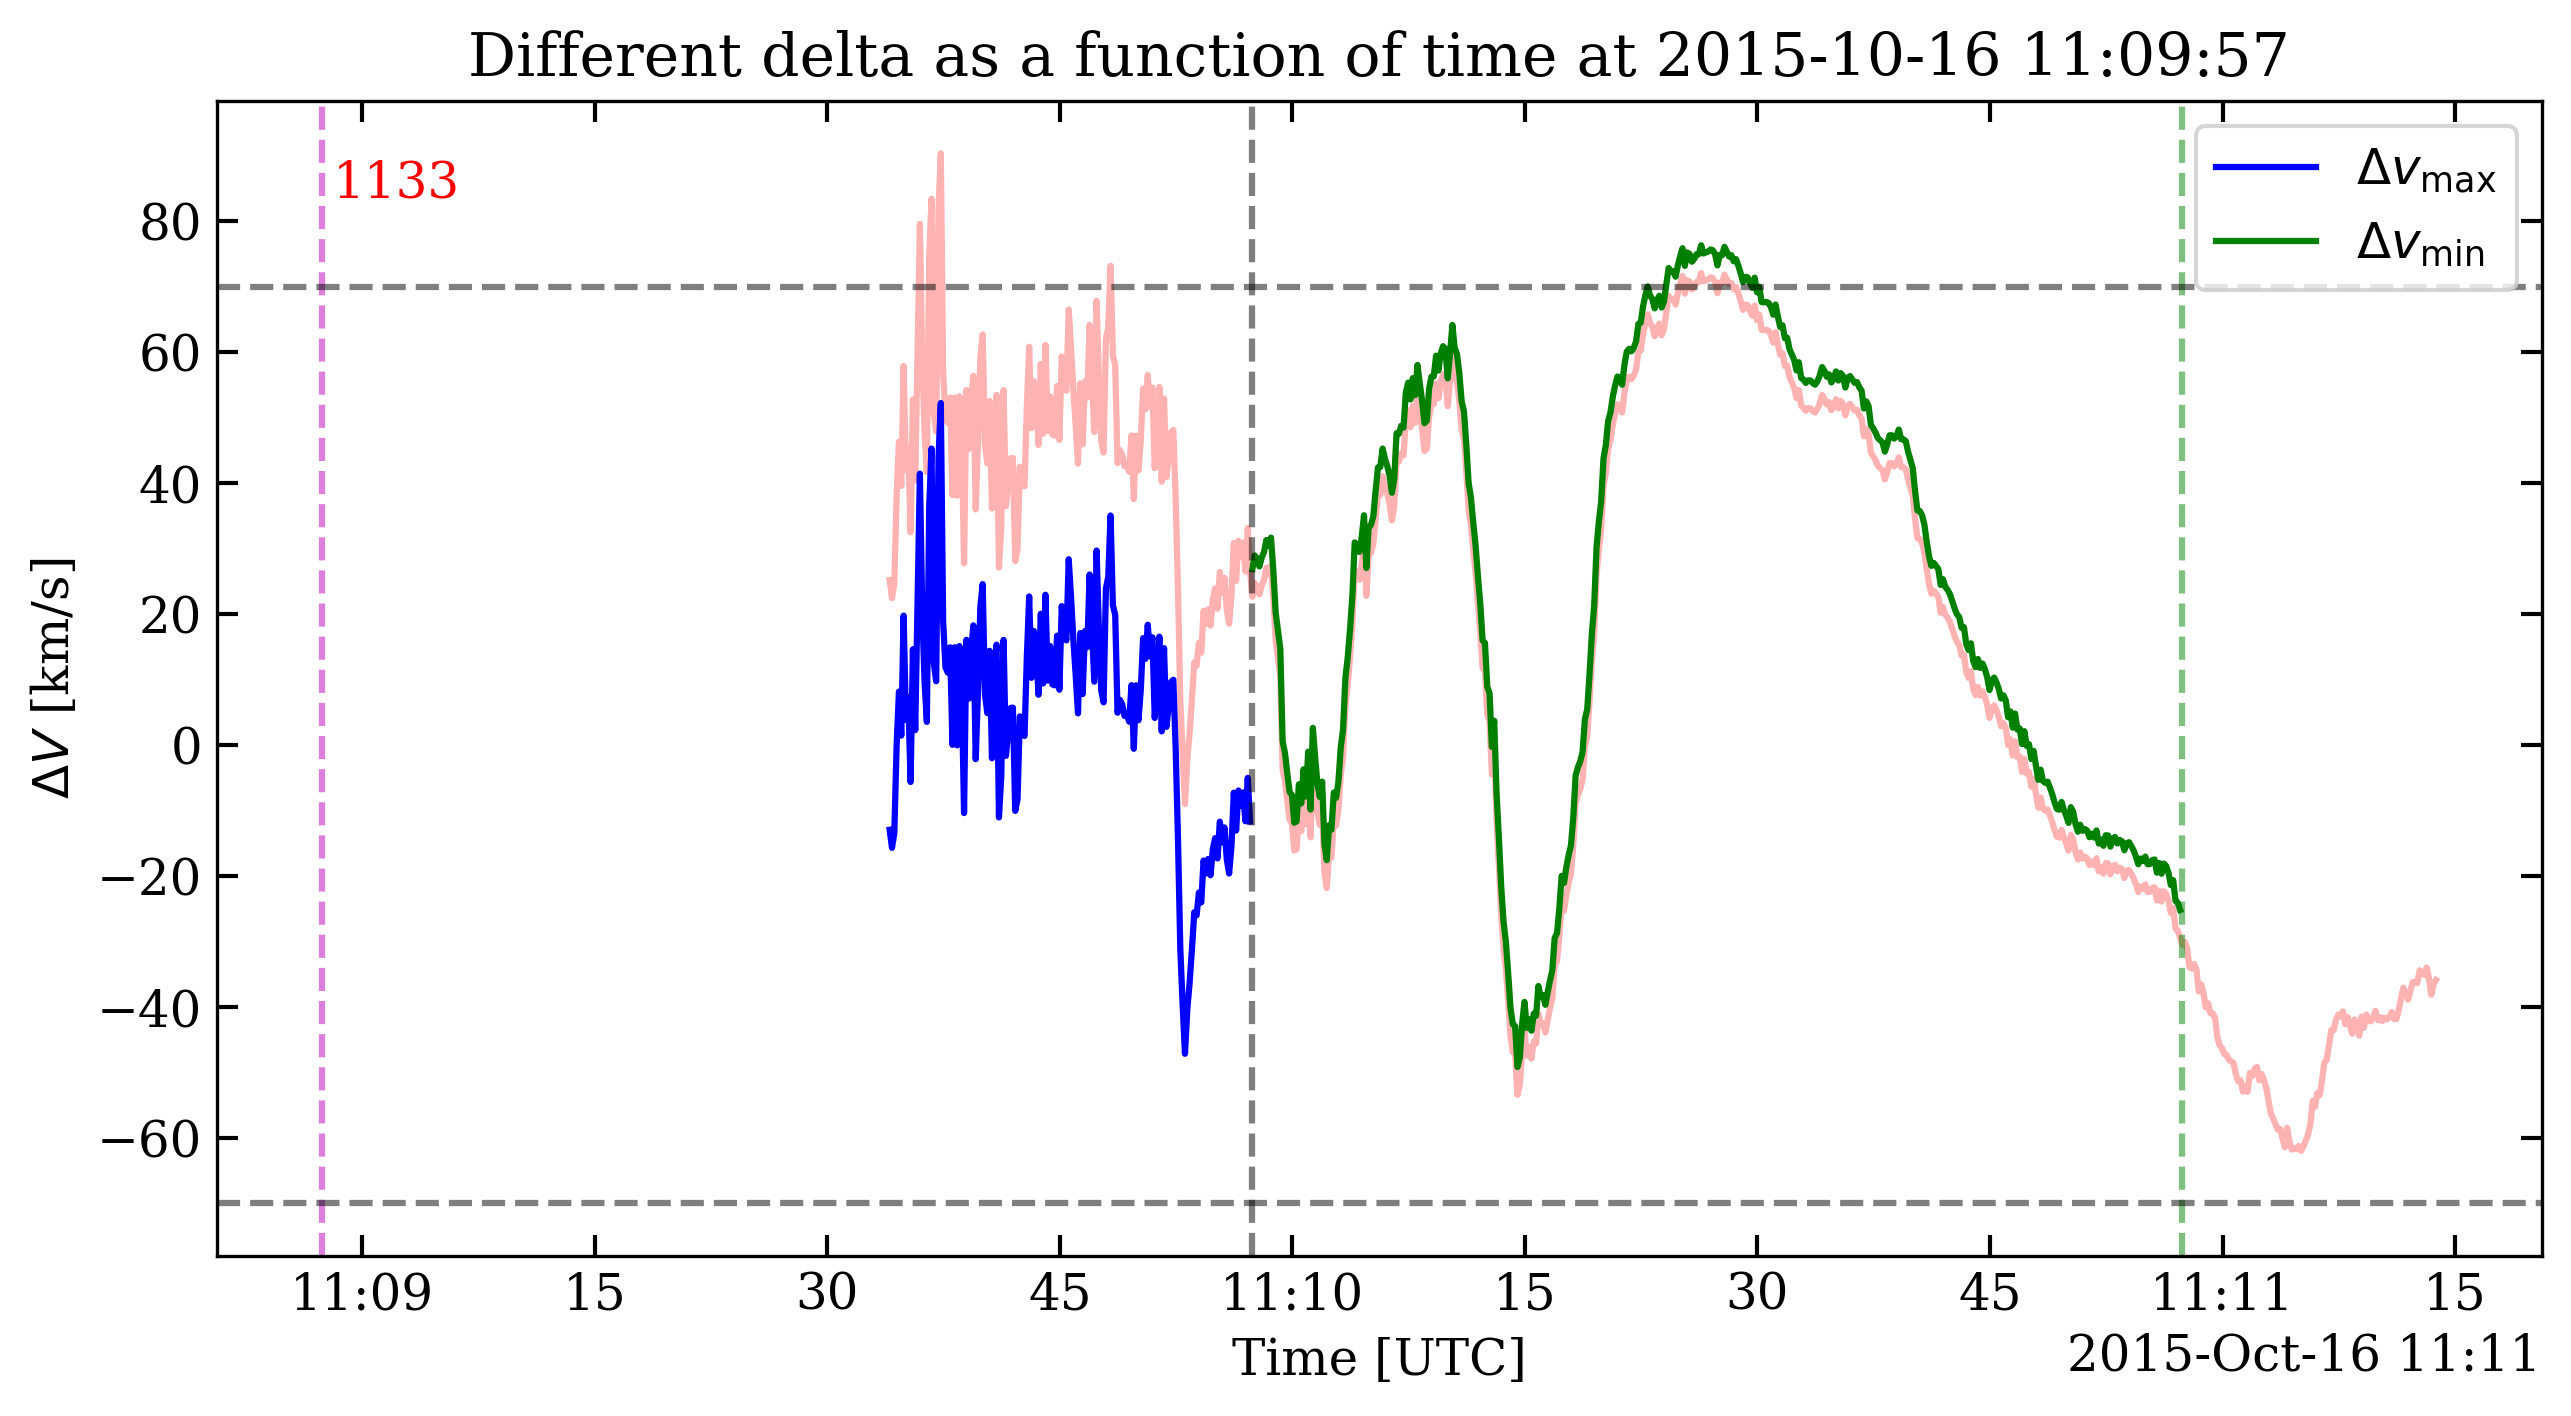 Different delta as a function of time at 2015-10-16 11:09:57
1133
Δv_max
Δv_min
80
60
40
20
0
−20
−40
−60
ΔV [km/s]
11:09 15 30 45 11:10 15 30 45 11:11 15
Time [UTC]
2015-Oct-16 11:11